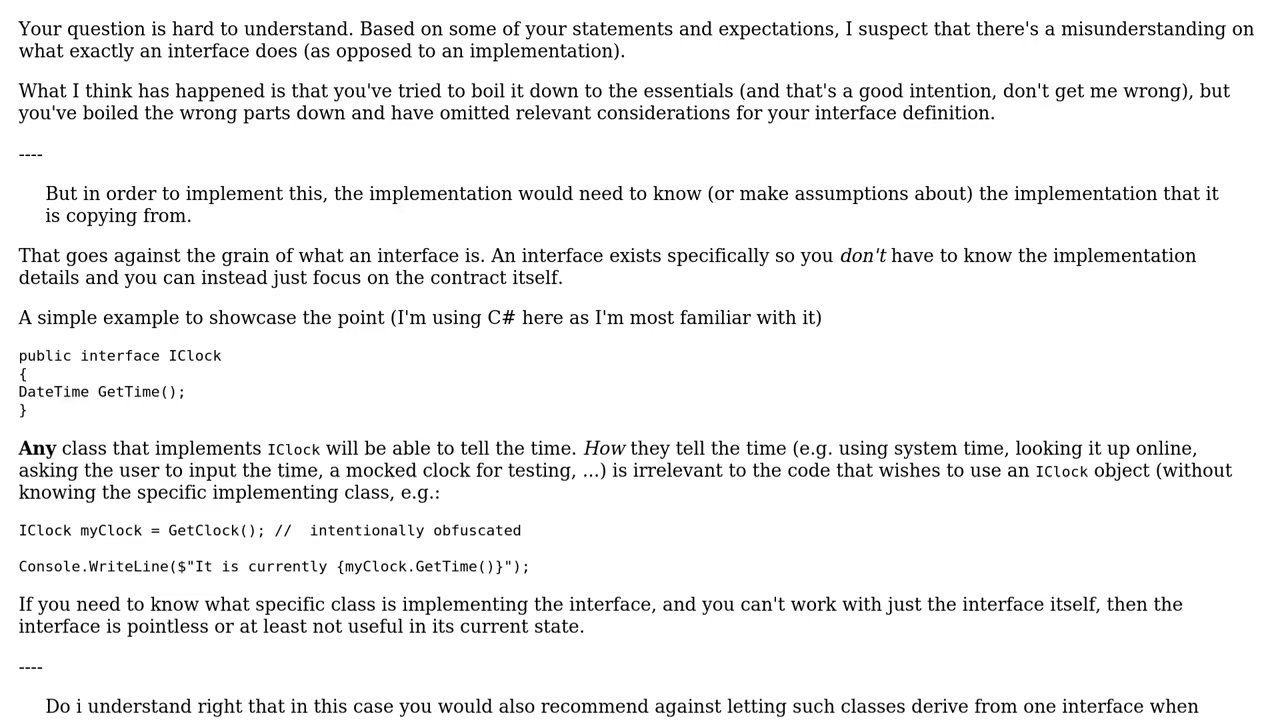 Your question is hard to understand. Based on some of your statements and expectations, I suspect that there's a misunderstanding on
what exactly an interface does (as opposed to an implementation).
What I think has happened is that you've tried to boil it down to the essentials (and that's a good intention, don't get me wrong), but
you've boiled the wrong parts down and have omitted relevant considerations for your interface definition.
----
But in order to implement this, the implementation would need to know (or make assumptions about) the implementation that it
is copying from.
That goes against the grain of what an interface is. An interface exists specifically so you don't have to know the implementation
details and you can instead just focus on the contract itself.
A simple example to showcase the point (I'm using C# here as I'm most familiar with it)
public interface IClock
{
DateTime GetTime();
}
Any class that implements IClock will be able to tell the time. How they tell the time (e.g. using system time, looking it up online,
asking the user to input the time, a mocked clock for testing, ...) is irrelevant to the code that wishes to use an IClock object (without
knowing the specific implementing class, e.g.:
IClock myClock = GetClock(); //  intentionally obfuscated
Console.WriteLine($"It is currently {myClock.GetTime()}");
If you need to know what specific class is implementing the interface, and you can't work with just the interface itself, then the
interface is pointless or at least not useful in its current state.
----
Do i understand right that in this case you would also recommend against letting such classes derive from one interface when